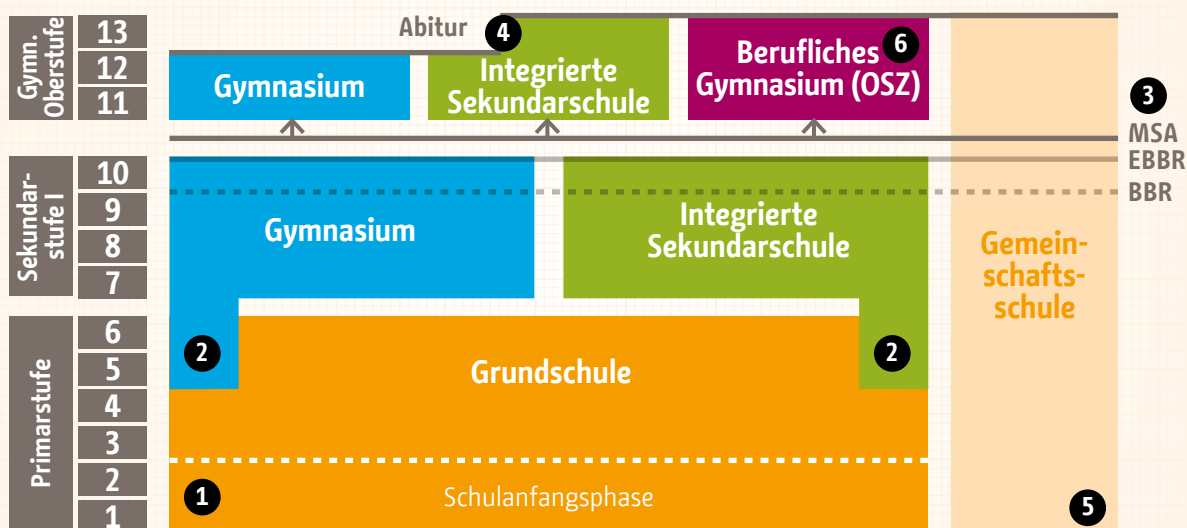 Gymn.
Oberstufe
13
12
11
Abitur
4
Gymnasium
Integrierte
Sekundarschule
Berufliches
Gymnasium (OSZ)
6
3
MSA
EBBR
BBR
Sekundar-
stufe I
10
9
8
7
Gymnasium
Integrierte
Sekundarschule
Gemein-
schafts-
schule
Primarstufe
6
5
4
3
2
1
2
Grundschule
2
1
Schulanfangsphase
5